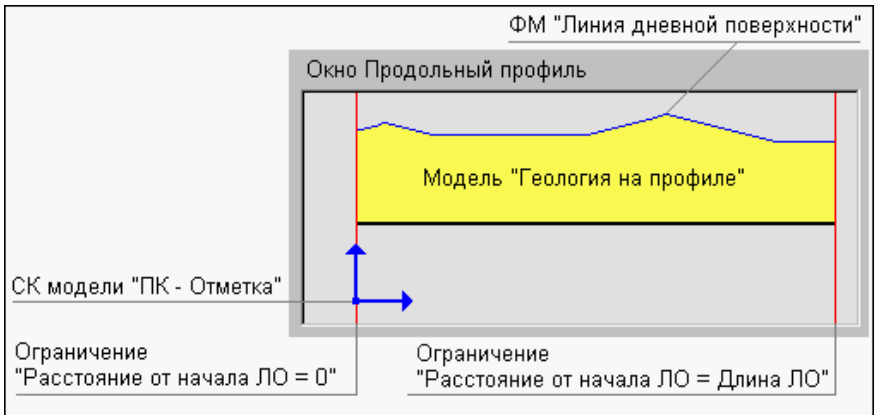 ФМ "Линия дневной поверхности"
Окно Продольный профиль
Модель "Геология на профиле"
СК модели "ПК - Отметка"
Ограничение
"Расстояние от начала ЛО = 0"
Ограничение
"Расстояние от начала ЛО = Длина ЛО"